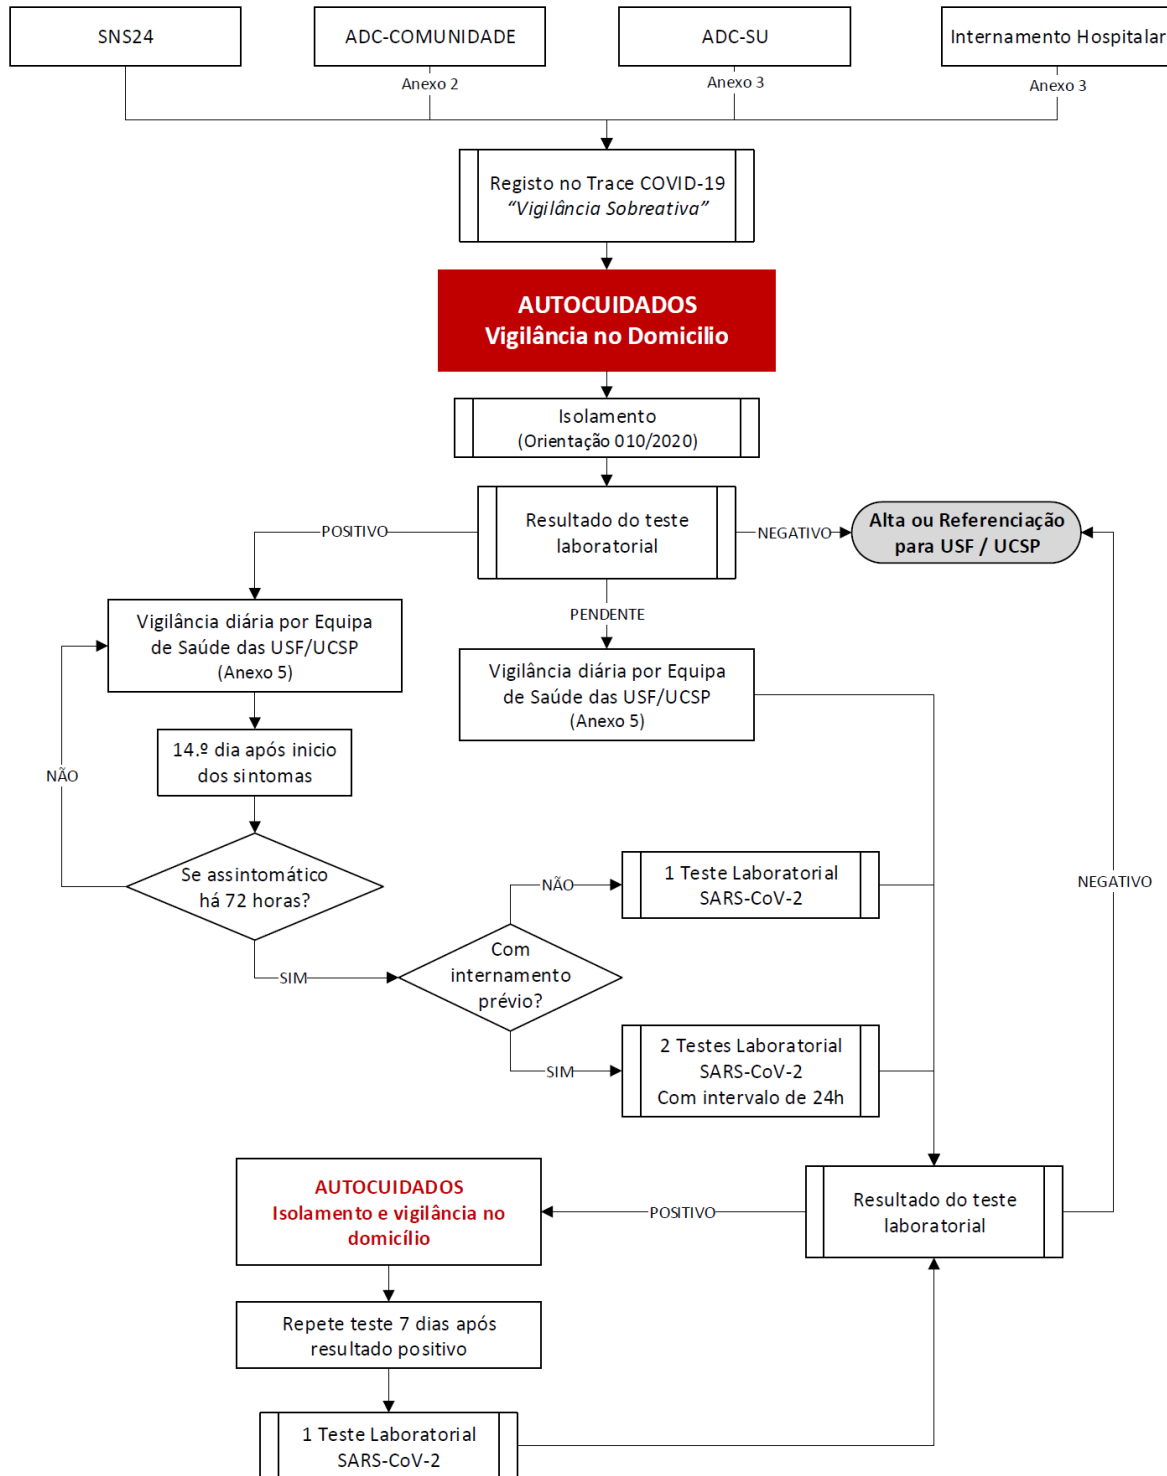 SNS24
ADC-COMUNIDADE
ADC-SU
Internamento Hospitalar
Anexo 2
Anexo 3
Anexo 3
Registo no Trace COVID-19
“Vigilância Sobreativa”
AUTOCUIDADOS
Vigilância no Domicilio
Isolamento
(Orientação 010/2020)
Resultado do teste
laboratorial
POSITIVO
NEGATIVO
Alta ou Referenciação
para USF / UCSP
PENDENTE
Vigilância diária por Equipa
de Saúde das USF/UCSP
(Anexo 5)
Vigilância diária por Equipa
de Saúde das USF/UCSP
(Anexo 5)
14.º dia após inicio
dos sintomas
NÃO
Se assintomático
há 72 horas?
SIM
Com
internamento
prévio?
NÃO
1 Teste Laboratorial
SARS-CoV-2
NEGATIVO
SIM
2 Testes Laboratorial
SARS-CoV-2
Com intervalo de 24h
Resultado do teste
laboratorial
POSITIVO
AUTOCUIDADOS
Isolamento e vigilância no
domicílio
Repete teste 7 dias após
resultado positivo
1 Teste Laboratorial
SARS-CoV-2